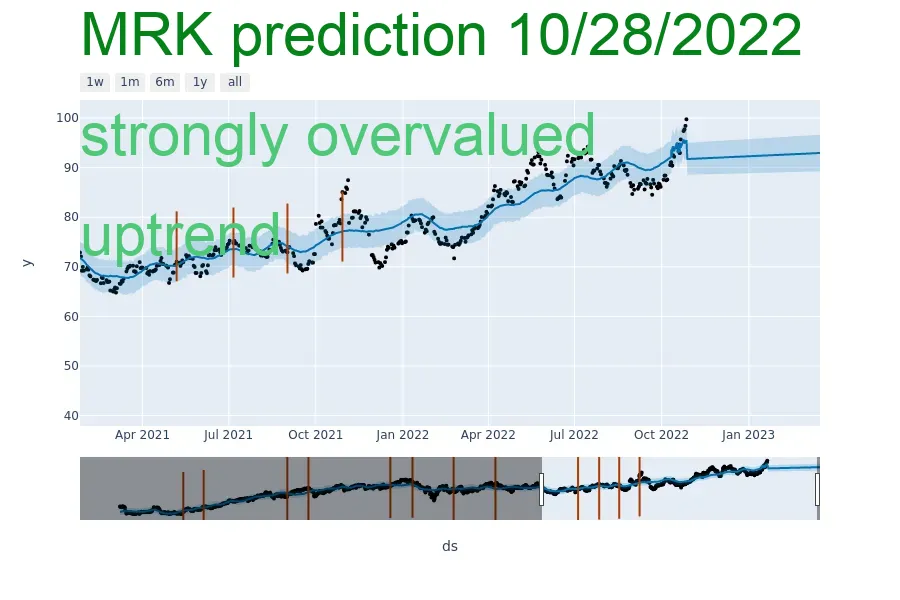 MRK prediction 10/28/2022
1w 1m 6m 1y all
100
strongly overvalued
90
80
uptrend
y
70
60
50
40
Apr 2021 Jul 2021 Oct 2021 Jan 2022 Apr 2022 Jul 2022 Oct 2022 Jan 2023
ds